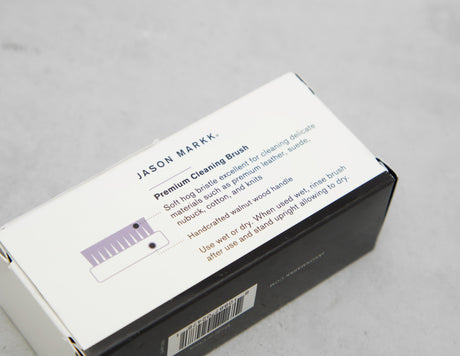 JASON MARKK®
Premium Cleaning Brush
Soft hog bristle excellent for cleaning delicate
materials such as premium leather, suede,
nubuck, cotton, and knits
Handcrafted walnut wood handle
Use wet or dry. When used wet, rinse brush
after use and stand upright allowing to dry.
JASONMARKK.COM